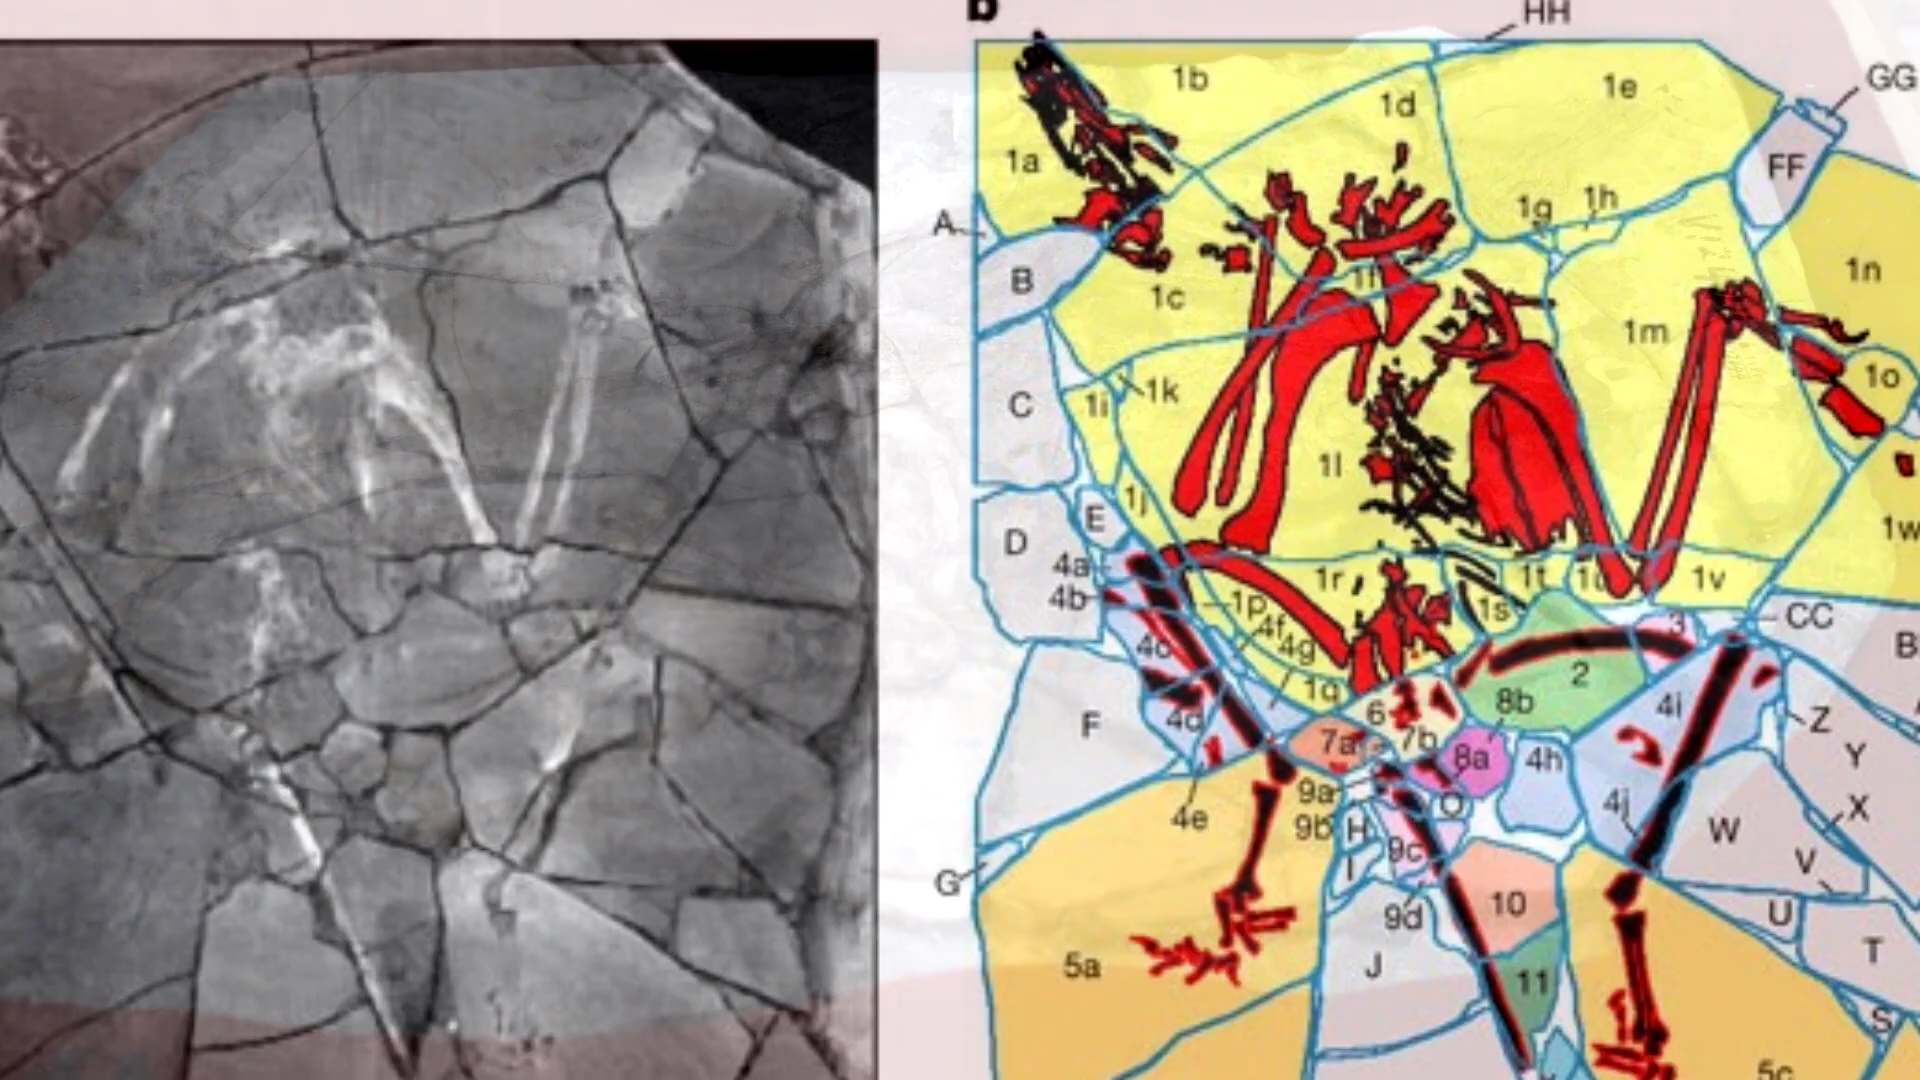 b
HH
GG
1b
1d
1e
1a
FF
1g
1h
A
B
1c
1f
1m
1n
1o
C
1i
1k
1l
1j
E
D
1w
4a
4b
1r
1s
1t
1u
1v
1p
4f
4g
3
CC
B
4c
1q
2
F
4d
6
8b
4i
Z
7a
7b
8a
4h
Y
4e
9a
9b
H
O
4j
X
W
I
9c
V
G
9d
10
U
5a
J
T
11
S
5c